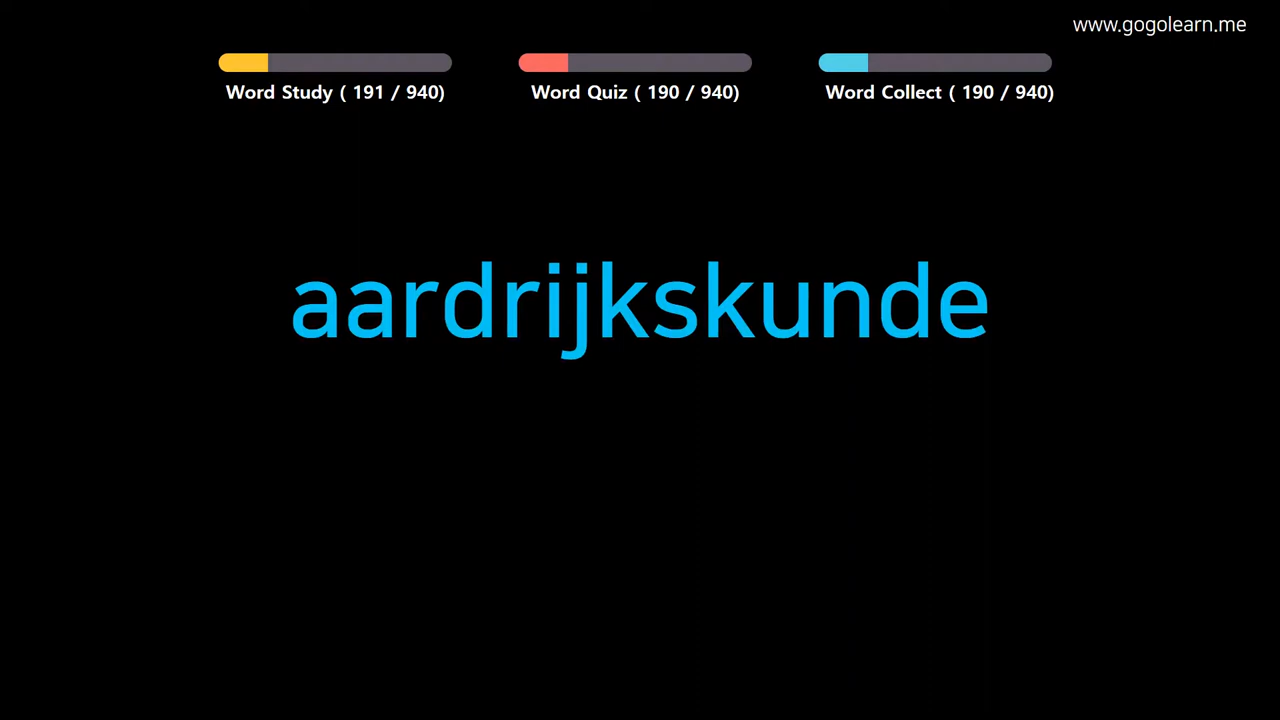 www.gogolearn.me
Word Study ( 191 / 940)
Word Quiz ( 190 / 940)
Word Collect ( 190 / 940)
aardrijkskunde